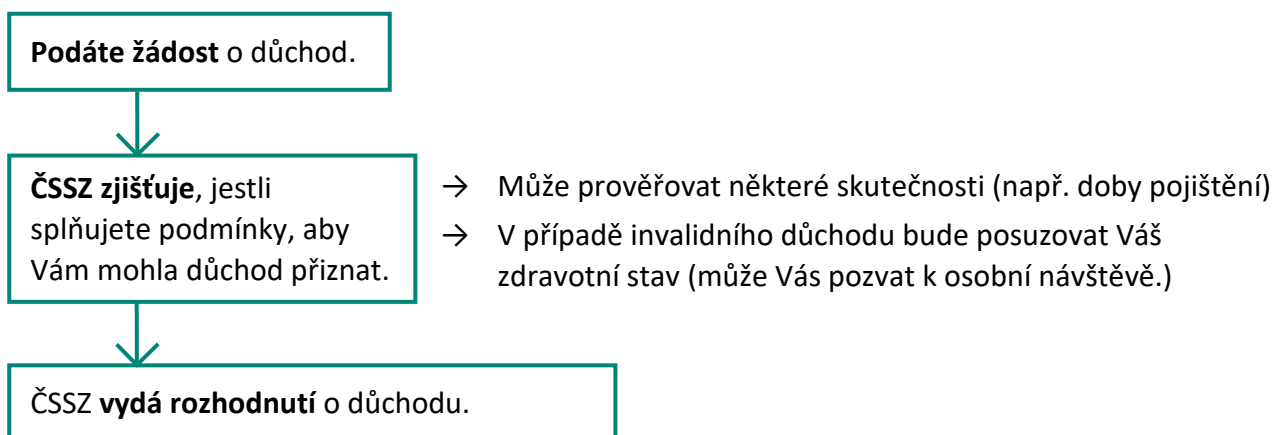 Podáte žádost o důchod.
ČSSZ zjišťuje, jestli
splňujete podmínky, aby
Vám mohla důchod přiznat.
→ Může prověřovat některé skutečnosti (např. doby pojištění)
→ V případě invalidního důchodu bude posuzovat Váš
zdravotní stav (může Vás pozvat k osobní návštěvě.)
ČSSZ vydá rozhodnutí o důchodu.